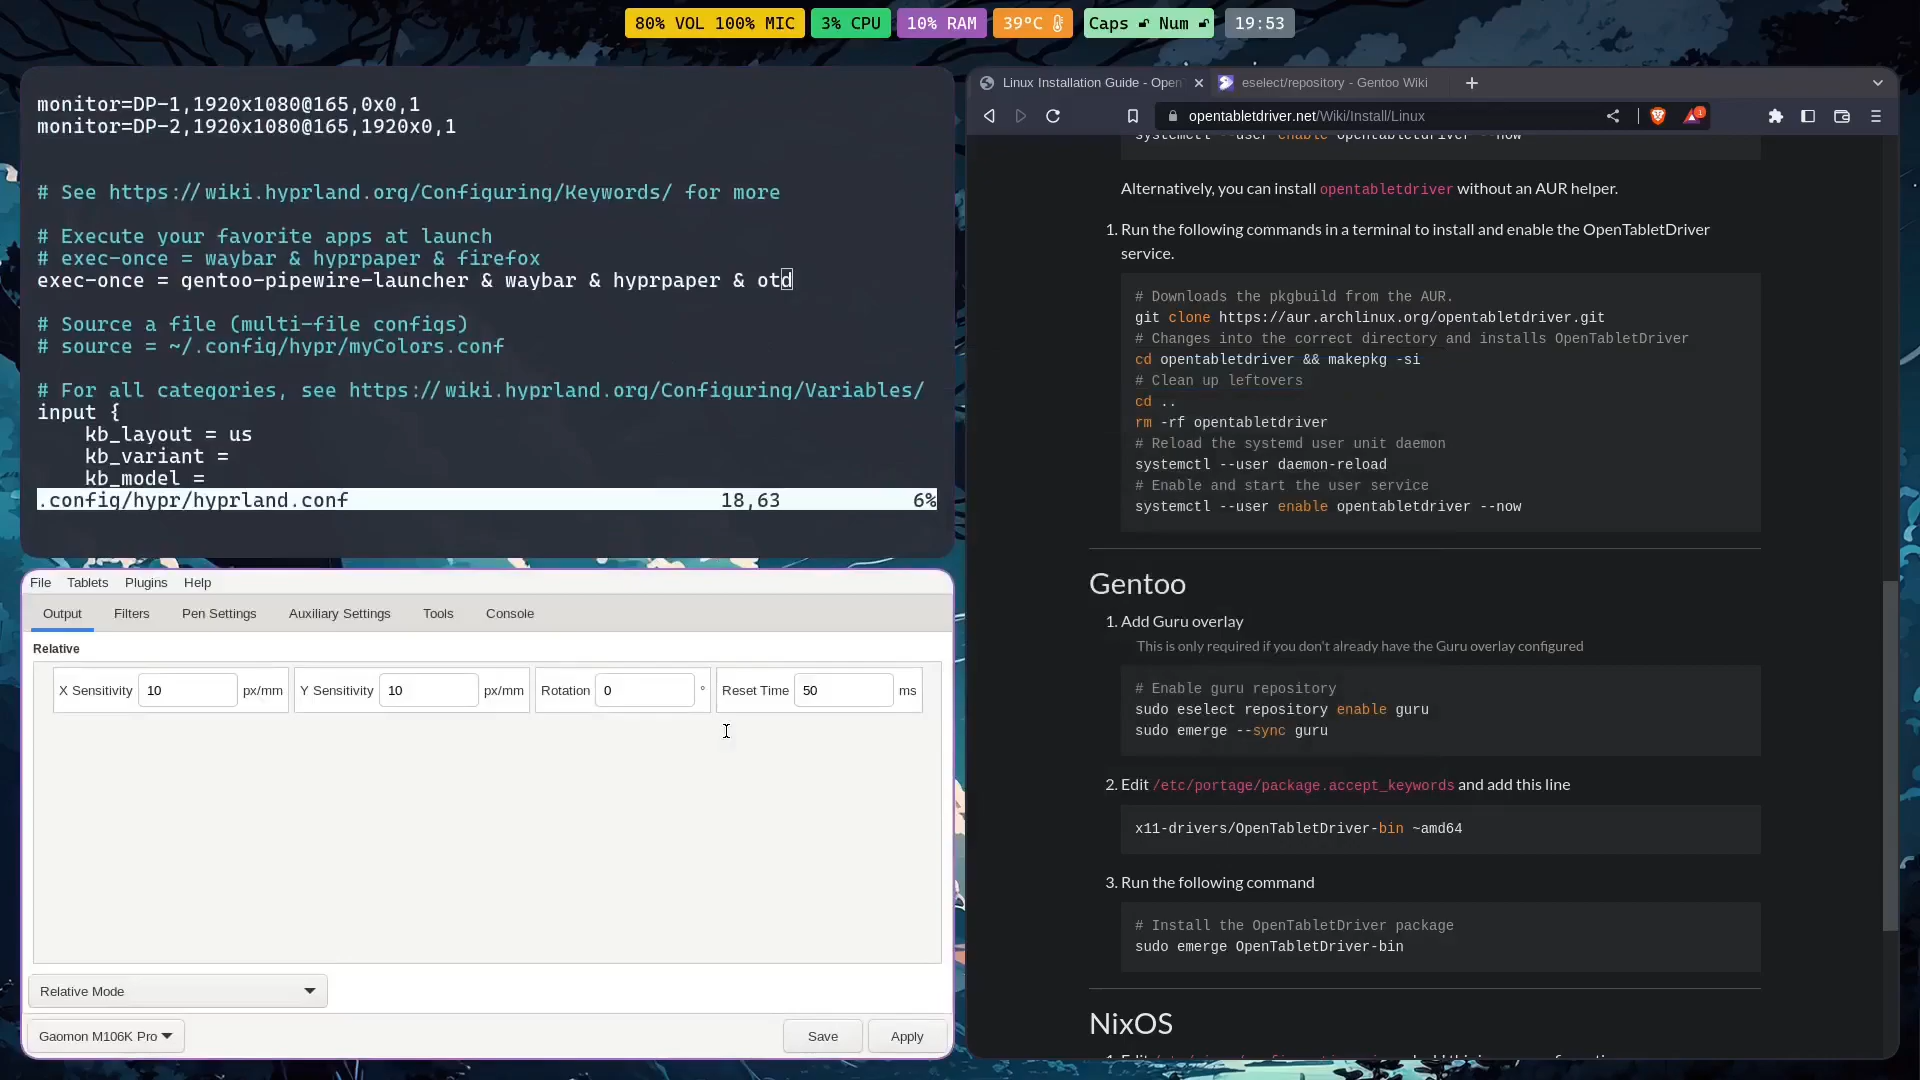 80% VOL 100% MIC
3% CPU
10% RAM
39°C
Caps Num
19:53
monitor=DP-1,1920x1080@165,0x0,1
monitor=DP-2,1920x1080@165,1920x0,1
# See https://wiki.hyprland.org/Configuring/Keywords/ for more
# Execute your favorite apps at launch
# exec-once = waybar & hyprpaper & firefox
exec-once = gentoo-pipewire-launcher & waybar & hyprpaper & otd
# Source a file (multi-file configs)
# source = ~/.config/hypr/myColors.conf
# For all categories, see https://wiki.hyprland.org/Configuring/Variables/
input {
kb_layout = us
kb_variant =
kb_model =
.config/hypr/hyprland.conf 18,63 6%
File Tablets Plugins Help
Output Filters Pen Settings Auxiliary Settings Tools Console
Relative
X Sensitivity 10 px/mm Y Sensitivity 10 px/mm Rotation 0 ° Reset Time 50 ms
Relative Mode
Gaomon M106K Pro
Save Apply
Linux Installation Guide - Open
eselect/repository - Gentoo Wiki
opentabletdriver.net/Wiki/Install/Linux
1
systemctl --user enable opentabletdriver --now
Alternatively, you can install opentabletdriver without an AUR helper.
1. Run the following commands in a terminal to install and enable the OpenTabletDriver
service.
# Downloads the pkgbuild from the AUR.
git clone https://aur.archlinux.org/opentabletdriver.git
# Changes into the correct directory and installs OpenTabletDriver
cd opentabletdriver && makepkg -si
# Clean up leftovers
cd ..
rm -rf opentabletdriver
# Reload the systemd user unit daemon
systemctl --user daemon-reload
# Enable and start the user service
systemctl --user enable opentabletdriver --now
Gentoo
1. Add Guru overlay
This is only required if you don't already have the Guru overlay configured
# Enable guru repository
sudo eselect repository enable guru
sudo emerge --sync guru
2. Edit /etc/portage/package.accept_keywords and add this line
x11-drivers/OpenTabletDriver-bin ~amd64
3. Run the following command
# Install the OpenTabletDriver package
sudo emerge OpenTabletDriver-bin
NixOS